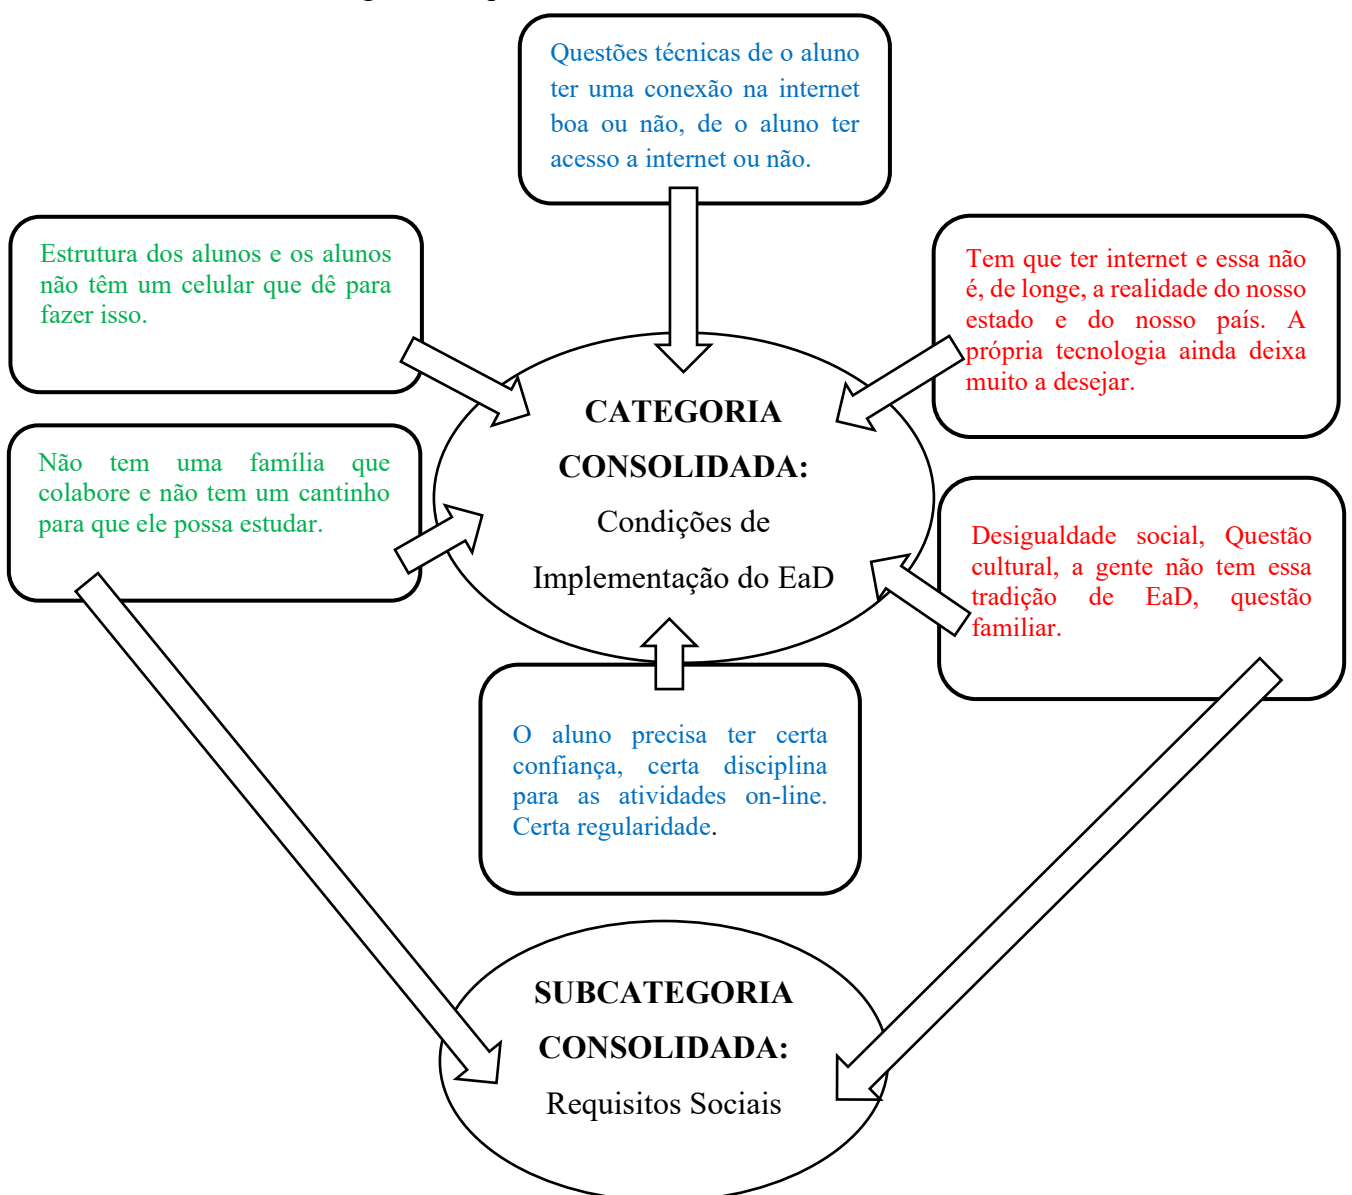 Questões técnicas de o aluno
ter uma conexão na internet
boa ou não, de o aluno ter
acesso a internet ou não.
Estrutura dos alunos e os alunos
não têm um celular que dê para
fazer isso.
Tem que ter internet e essa não
é, de longe, a realidade do nosso
estado e do nosso país. A
própria tecnologia ainda deixa
muito a desejar.
CATEGORIA
CONSOLIDADA:
Condições de
Implementação do EaD
Não tem uma família que
colabore e não tem um cantinho
para que ele possa estudar.
Desigualdade social, Questão
cultural, a gente não tem essa
tradição de EaD, questão
familiar.
O aluno precisa ter certa
confiança, certa disciplina
para as atividades on-line.
Certa regularidade.
SUBCATEGORIA
CONSOLIDADA:
Requisitos Sociais